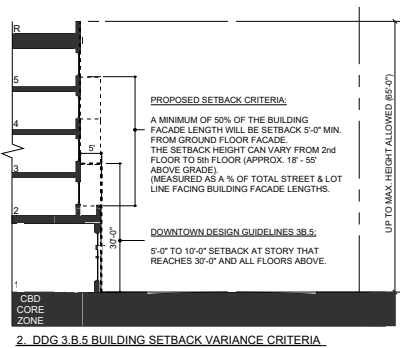 R
5
4
3
2
1
5'
30'-0"
PROPOSED SETBACK CRITERIA:
A MINIMUM OF 50% OF THE BUILDING
FACADE LENGTH WILL BE SETBACK 5'-0" MIN.
FROM GROUND FLOOR FACADE.
THE SETBACK HEIGHT CAN VARY FROM 2nd
FLOOR TO 5th FLOOR (APPROX. 18' - 55'
ABOVE GRADE).
(MEASURED AS A % OF TOTAL STREET & LOT
LINE FACING BUILDING FACADE LENGTHS.
DOWNTOWN DESIGN GUIDELINES 3B.5:
5'-0" TO 10'-0" SETBACK AT STORY THAT
REACHES 30'-0" AND ALL FLOORS ABOVE.
UP TO MAX. HEIGHT ALLOWED (65'-0")
CBD
CORE
ZONE
2. DDG 3.B.5 BUILDING SETBACK VARIANCE CRITERIA